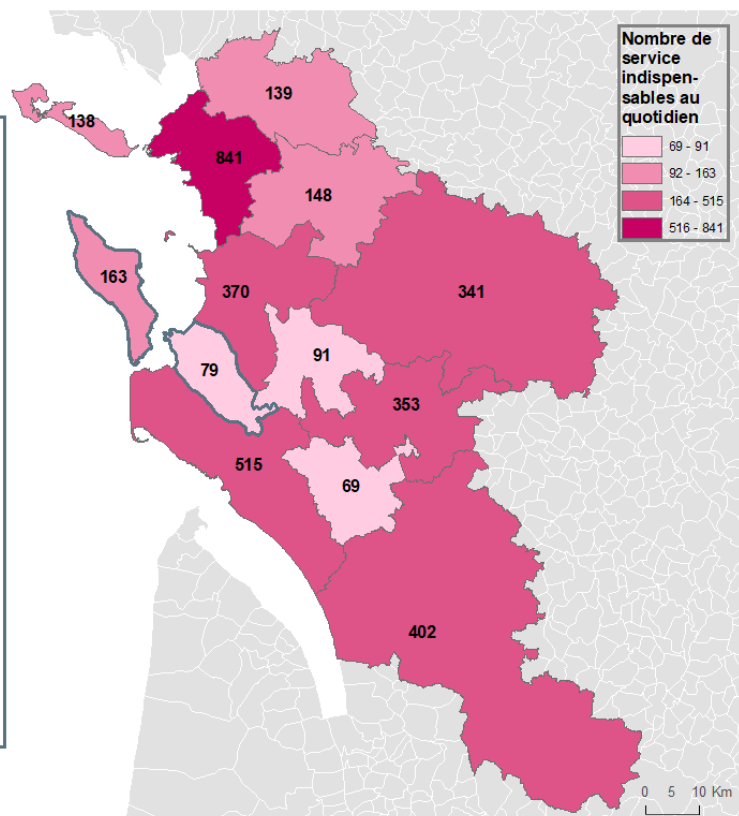 Nombre de
service
indispen-
sables au
quotidien
69 - 91
92 - 163
164 - 515
516 - 841
139
138
841
148
163
370
341
79
91
353
515
69
402
0 5 10 Km